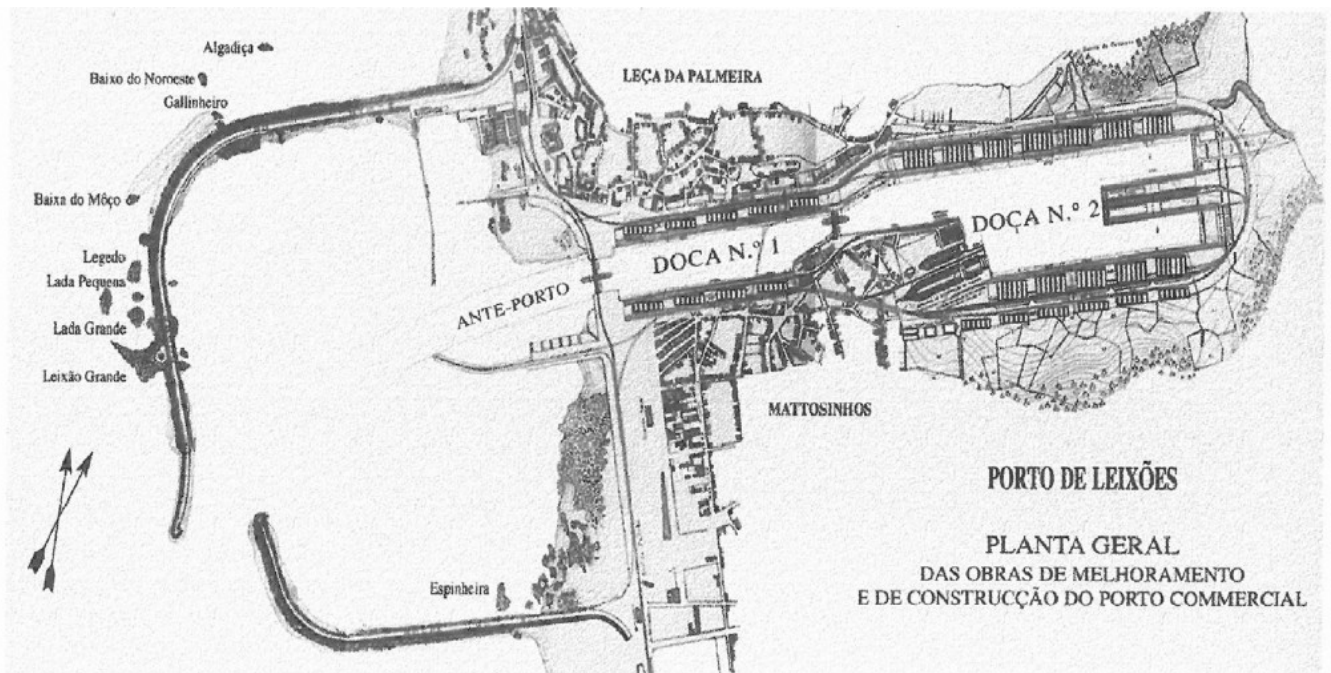 Algadiça
Baixo do Noroeste
Gallinheiro
LEÇA DA PALMEIRA
Baixa do Môço
Legedo
Lada Pequena
Lada Grande
Leixão Grande
ANTE-PORTO
DOCA N.º 1
DOÇA N.º 2
MATTOSINHOS
Espinheira
PORTO DE LEIXÕES
PLANTA GERAL
DAS OBRAS DE MELHORAMENTO
E DE CONSTRUCÇÃO DO PORTO COMMERCIAL